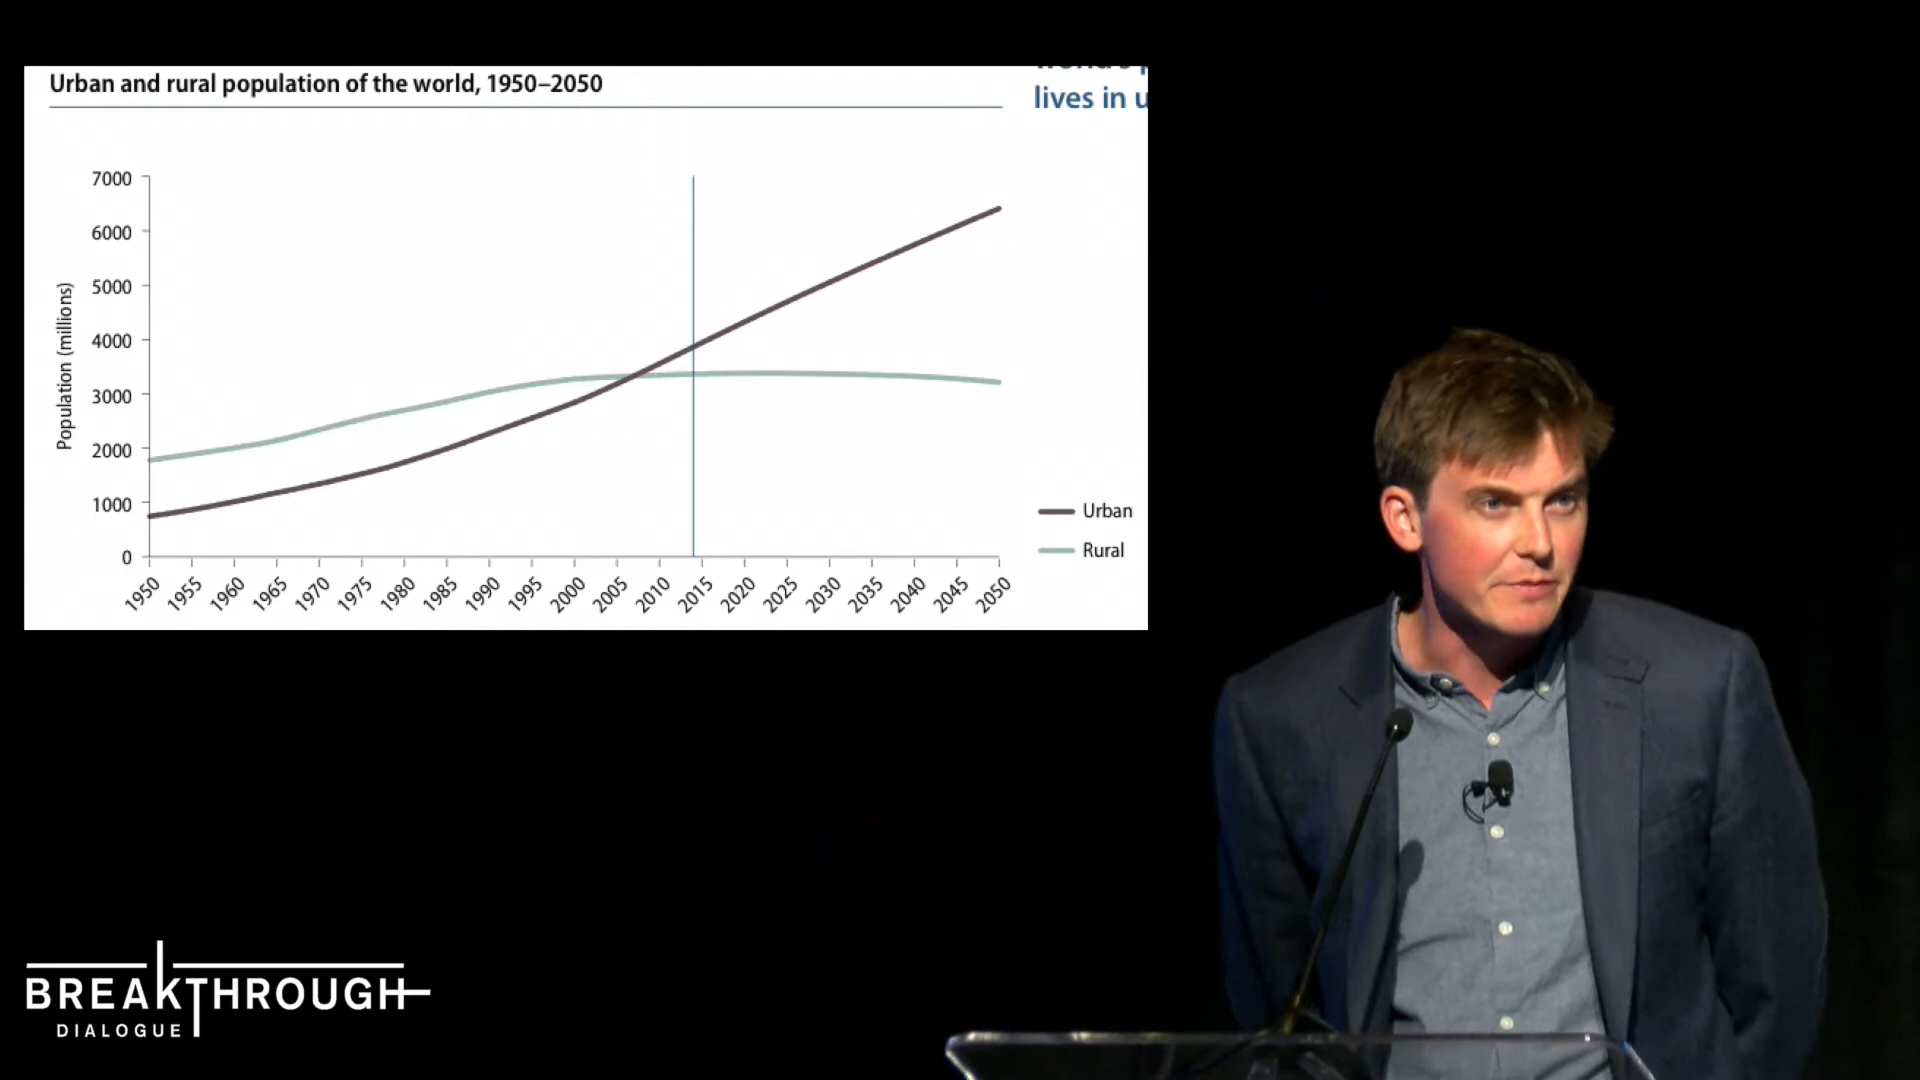 Urban and rural population of the world, 1950–2050
lives in u
7000
6000
5000
4000
3000
2000
1000
0
Population (millions)
1950 1955 1960 1965 1970 1975 1980 1985 1990 1995 2000 2005 2010 2015 2020 2025 2030 2035 2040 2045 2050
Urban
Rural
BREAKTHROUGH
DIALOGUE